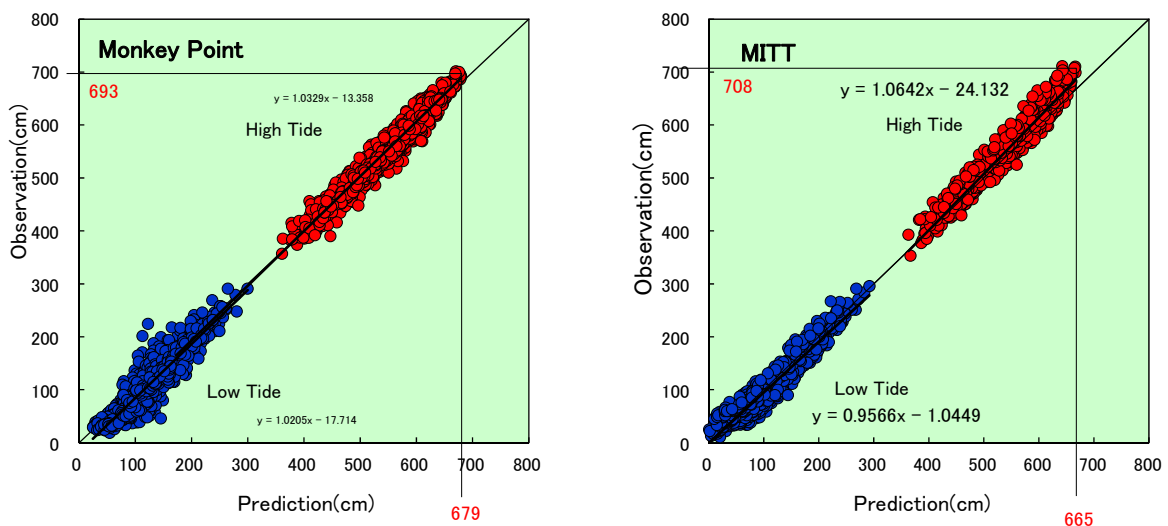 Monkey Point
Observation(cm)
800
700
600
500
400
300
200
100
0
693
y = 1.0329x - 13.358
High Tide
Low Tide
y = 1.0205x - 17.714
0 100 200 300 400 500 600 700 800
Prediction(cm)
679
MITT
Observation(cm)
800
700
600
500
400
300
200
100
0
708
y = 1.0642x - 24.132
High Tide
Low Tide
y = 0.9566x - 1.0449
0 100 200 300 400 500 600 700 800
Prediction(cm)
665